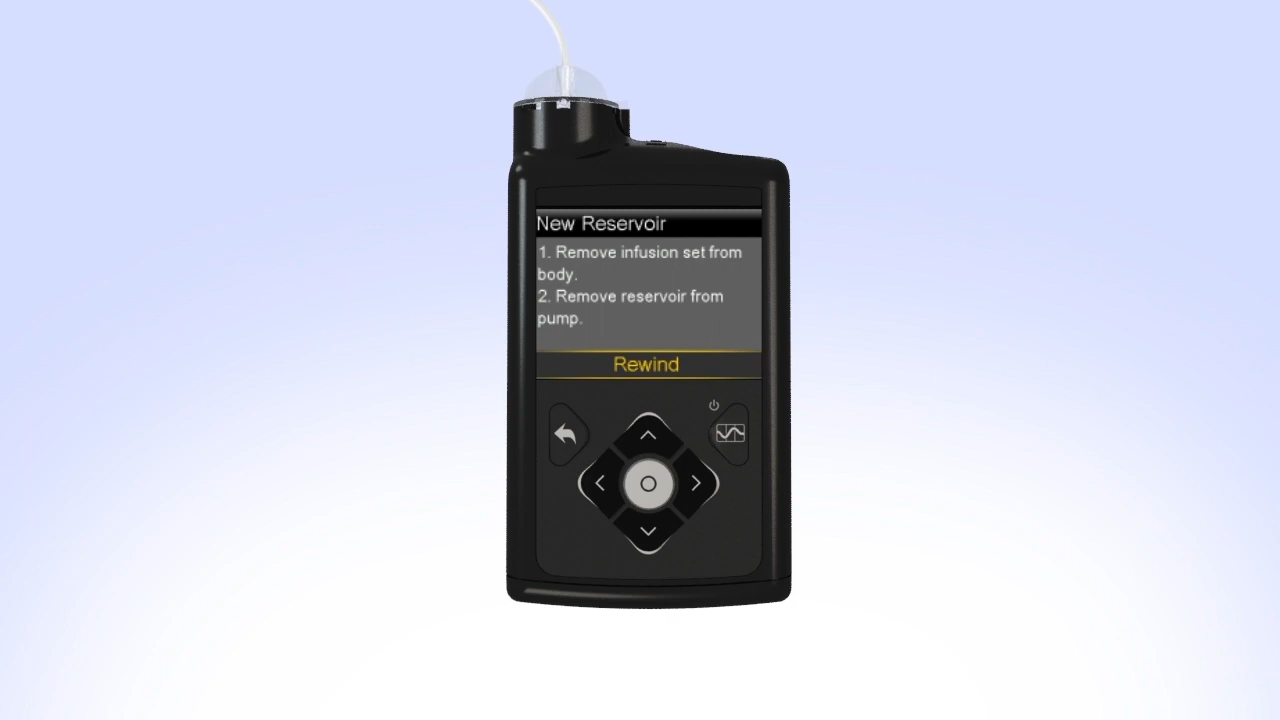 New Reservoir
1. Remove infusion set from
body.
2. Remove reservoir from
pump.
Rewind